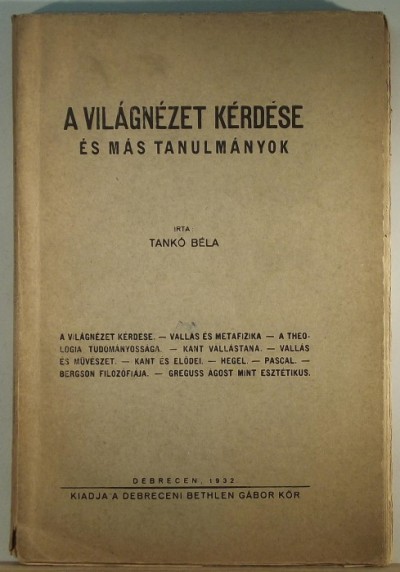 A VILÁGNÉZET KÉRDÉSE
ÉS MÁS TANULMÁNYOK
IRTA
TANKÓ BÉLA
A VILÁGNÉZET KÉRDÉSE. — VALLÁS ÉS METAFIZIKA — A THEO-
LOGIA TUDOMÁNYOSSÁGA. — KANT VALLÁSTANA. — VALLÁS
ÉS MŰVÉSZET. — KANT ÉS ELŐDEI. — HEGEL. — PASCAL. —
BERGSON FILOZÓFIÁJA. — GREGUSS ÁGOST MINT ESZTÉTIKUS.
DEBRECEN, 1932
KIADJA A DEBRECENI BETHLEN GÁBOR KÖR